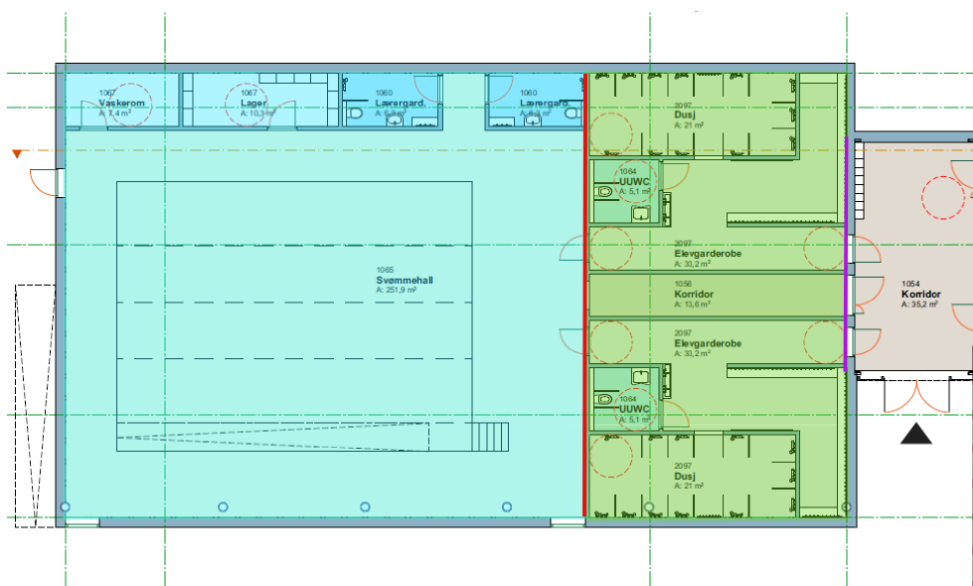 1067
Vaskerom
A: 7,4 m²
1067
Lager
A: 10,3 m²
1060
Lærergard.
1060
Lærergard.
2097
Dusj
A: 21 m²
1064
UUWC
A: 5,1 m²
2097
Elevgarderobe
A: 33,2 m²
1065
Svømmehall
A: 251,9 m²
1056
Korridor
A: 13,6 m²
1054
Korridor
A: 35,2 m²
2097
Elevgarderobe
A: 33,2 m²
1064
UUWC
A: 5,1 m²
2097
Dusj
A: 21 m²